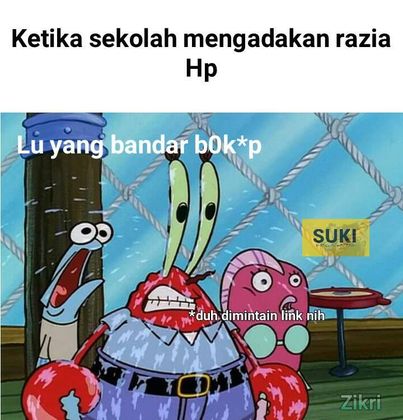 Ketika sekolah mengadakan razia
Hp
Lu yang bandar b0k*p
SUKI
*duh dimintain link nih
Zikri